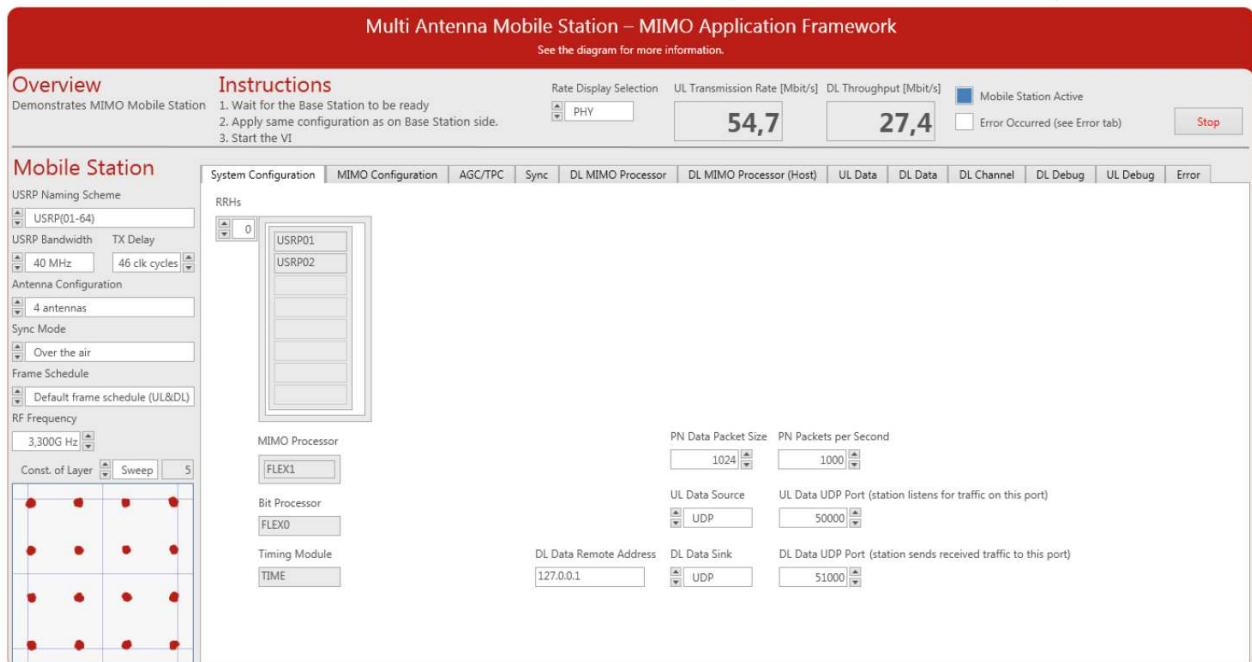 Multi Antenna Mobile Station – MIMO Application Framework
See the diagram for more information.
Overview
Demonstrates MIMO Mobile Station
Instructions
1. Wait for the Base Station to be ready
2. Apply same configuration as on Base Station side.
3. Start the VI
Rate Display Selection
PHY
UL Transmission Rate [Mbit/s]
54,7
DL Throughput [Mbit/s]
27,4
Mobile Station Active
Error Occurred (see Error tab)
Stop
Mobile Station
USRP Naming Scheme
USRP(01-64)
USRP Bandwidth TX Delay
40 MHz 46 clk cycles
Antenna Configuration
4 antennas
Sync Mode
Over the air
Frame Schedule
Default frame schedule (UL&DL)
RF Frequency
3,300G Hz
Const. of Layer Sweep 5
System Configuration MIMO Configuration AGC/TPC Sync DL MIMO Processor DL MIMO Processor (Host) UL Data DL Data DL Channel DL Debug UL Debug Error
RRHs
0
USRP01
USRP02
MIMO Processor
FLEX1
Bit Processor
FLEX0
Timing Module
TIME
PN Data Packet Size PN Packets per Second
1024 1000
UL Data Source UL Data UDP Port (station listens for traffic on this port)
UDP 50000
DL Data Remote Address DL Data Sink DL Data UDP Port (station sends received traffic to this port)
127.0.0.1 UDP 51000